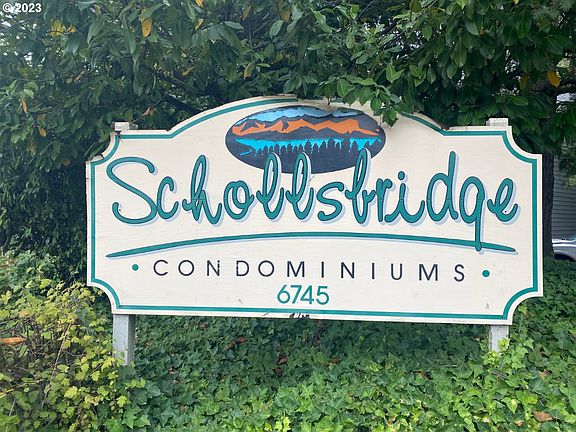 © 2023
Schollsbridge
• CONDOMINIUMS •
6745